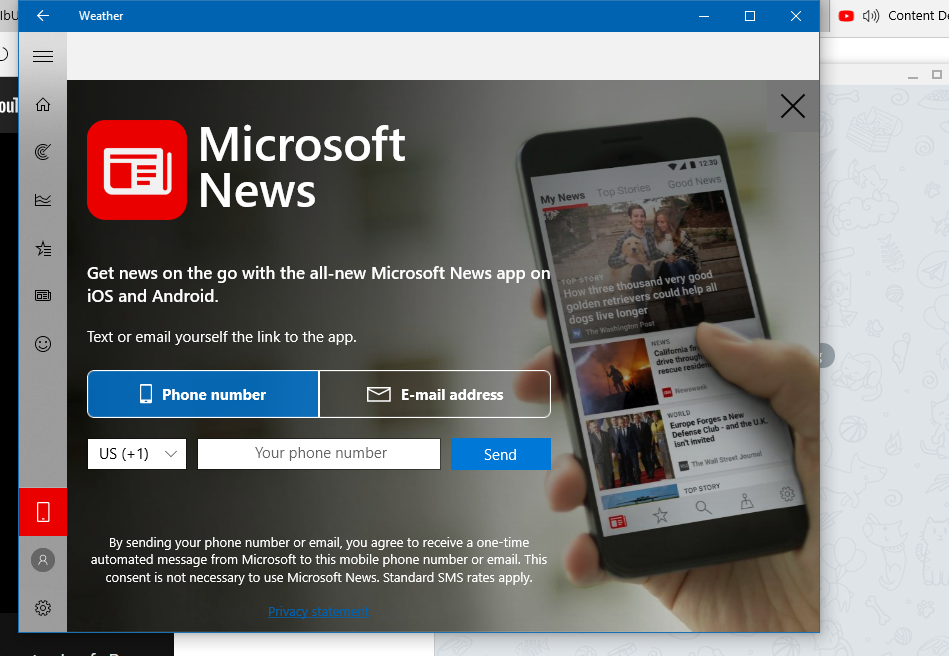 Weather
Content De
Microsoft
News
Get news on the go with the all-new Microsoft News app on
iOS and Android.
Text or email yourself the link to the app.
Phone number
E-mail address
US (+1)
Your phone number
Send
By sending your phone number or email, you agree to receive a one-time
automated message from Microsoft to this mobile phone number or email. This
consent is not necessary to use Microsoft News. Standard SMS rates apply.
Privacy statement
12:30
My News Top Stories Good News
TOP STORY
How three thousand very good
golden retrievers could help all
dogs live longer
The Washington Post
NEWS
California fir
drive through
rescue residen
Newsweek
WORLD
Europe Forges a New
Defense Club - and the U.K.
isn't invited
The Wall Street Journal
TOP STORY